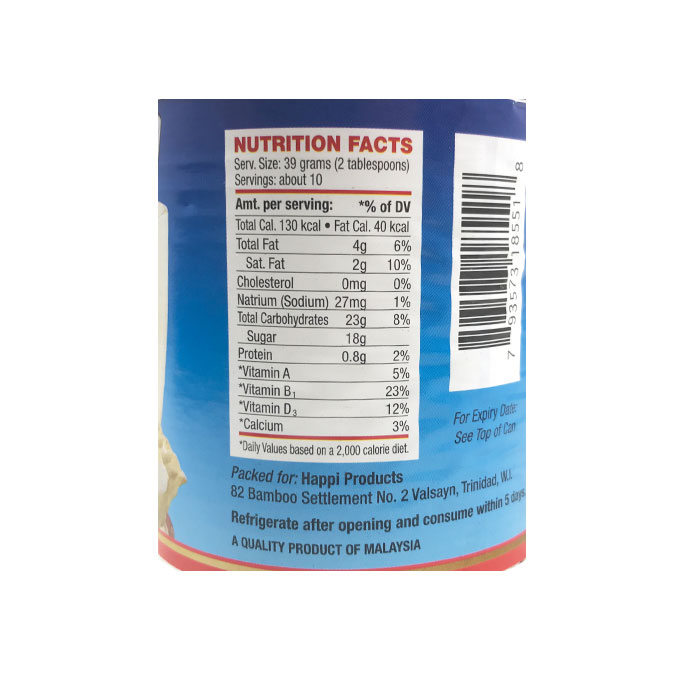 NUTRITION FACTS
Serv. Size: 39 grams (2 tablespoons)
Servings: about 10
Amt. per serving: *% of DV
Total Cal. 130 kcal • Fat Cal. 40 kcal
Total Fat 4g 6%
Sat. Fat 2g 10%
Cholesterol 0mg 0%
Natrium (Sodium) 27mg 1%
Total Carbohydrates 23g 8%
Sugar 18g
Protein 0.8g 2%
*Vitamin A 5%
*Vitamin B₁ 23%
*Vitamin D₃ 12%
*Calcium 3%
*Daily Values based on a 2,000 calorie diet.
Packed for: Happi Products
82 Bamboo Settlement No. 2 Valsayn, Trinidad, W.I.
Refrigerate after opening and consume within 5 days.
A QUALITY PRODUCT OF MALAYSIA
7 93573 18551 8
For Expiry Date:
See Top of Can